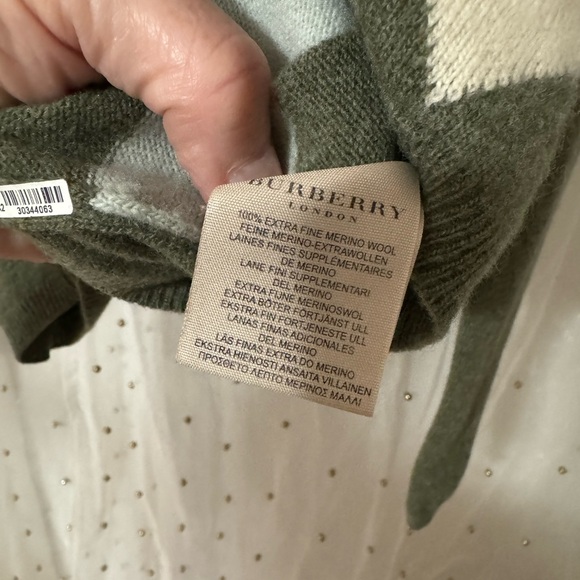 BURBERRY
LONDON
100% EXTRA FINE MERINO WOOL
FEINE MERINO-EXTRAWOLLEN
LAINES FINES SUPPLÉMENTAIRES
DE MERINO
LANE FINI SUPPLEMENTARI
DEL MERINO
EXTRA FIJNE MERINOSWOL
EXTRA BÖTER FÖRTJÄNST ULL
EKSTRA FIN FORTJENESTE ULL
LANAS FINAS ADICIONALES
DEL MERINO
LÃS FINAS EXTRA DO MERINO
EKSTRA HIENOSTI ANSAITA VILLAINEN
ΠΡΟΣΘΕΤΟ ΛΕΠΤΟ ΜΕΡΙΝΟΣ ΜΑΛΛΙ
30344063